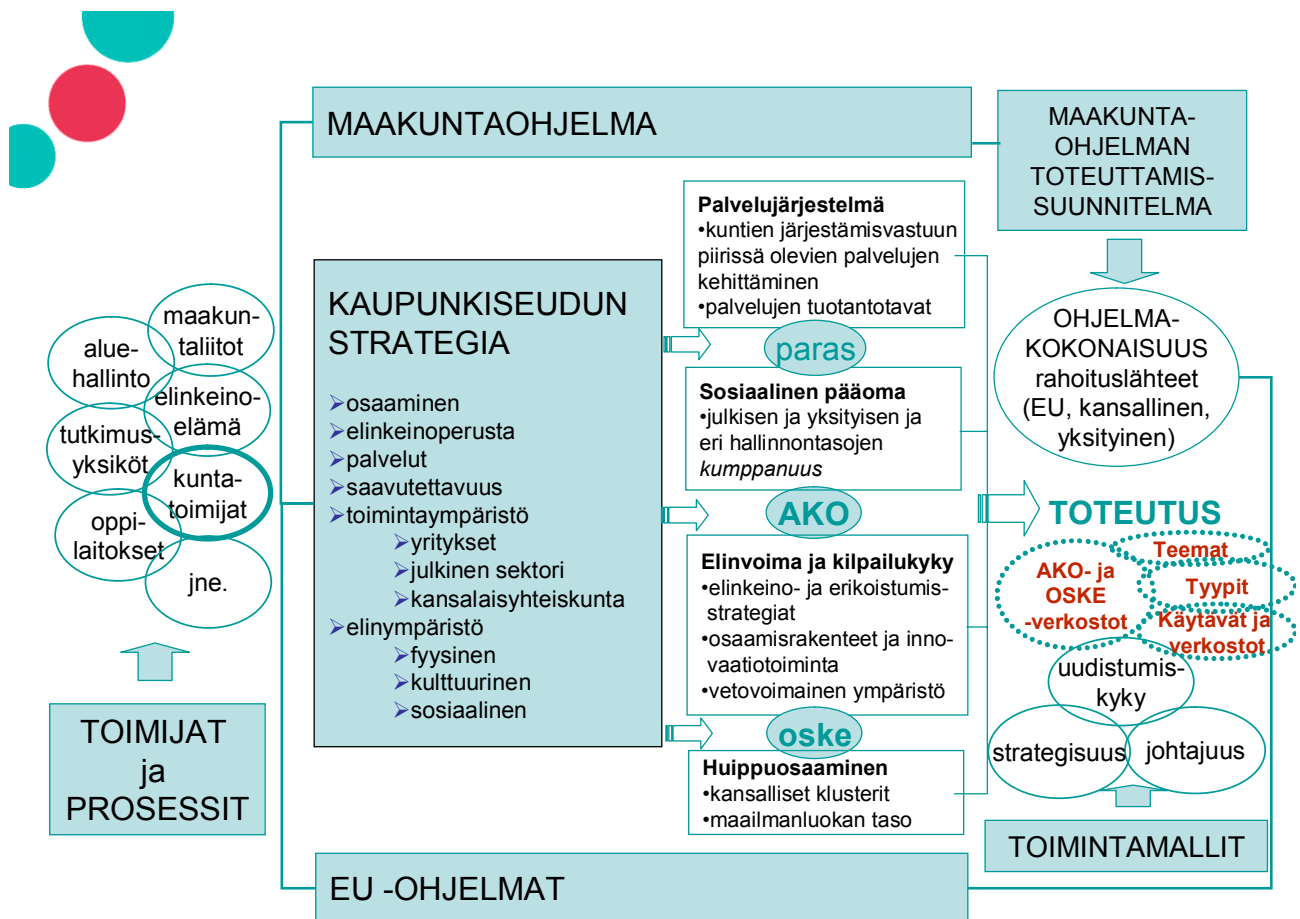 MAAKUNTAOHJELMA
MAAKUNTA-
OHJELMAN
TOTEUTTAMIS-
SUUNNITELMA
maakun-
taliitot
alue-
hallinto
elinkeino-
elämä
tutkimus-
yksiköt
kunta-
toimijat
oppi-
laitokset
jne.
TOIMIJAT
ja
PROSESSIT
KAUPUNKISEUDUN
STRATEGIA
➢osaaminen
➢elinkeinoperusta
➢palvelut
➢saavutettavuus
➢toimintaympäristö
➢yritykset
➢julkinen sektori
➢kansalaisyhteiskunta
➢elinympäristö
➢fyysinen
➢kulttuurinen
➢sosiaalinen
Palvelujärjestelmä
•kuntien järjestämisvastuun
piirissä olevien palvelujen
kehittäminen
•palvelujen tuotantotavat
paras
Sosiaalinen pääoma
•julkisen ja yksityisen ja
eri hallinnontasojen
kumppanuus
AKO
Elinvoima ja kilpailukyky
•elinkeino- ja erikoistumis-
strategiat
•osaamisrakenteet ja inno-
vaatiotoiminta
•vetovoimainen ympäristö
oske
Huippuosaaminen
•kansalliset klusterit
•maailmanluokan taso
OHJELMA-
KOKONAISUUS
rahoituslähteet
(EU, kansallinen,
yksityinen)
TOTEUTUS
Teemat
AKO- ja
OSKE
-verkostot
Tyypit
Käytävät ja
verkostot
uudistumis-
kyky
strategisuus
johtajuus
TOIMINTAMALLIT
EU -OHJELMAT